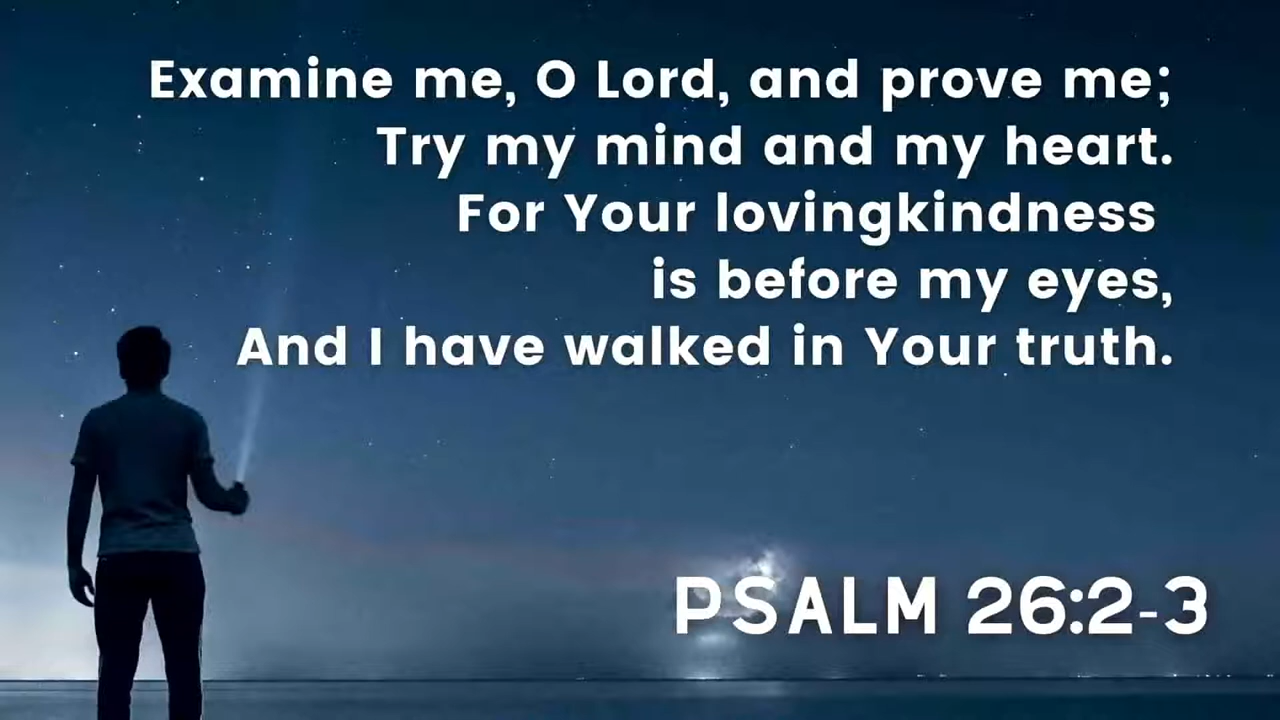 Examine me, O Lord, and prove me;
Try my mind and my heart.
For Your lovingkindness
is before my eyes,
And I have walked in Your truth.
PSALM 26:2-3